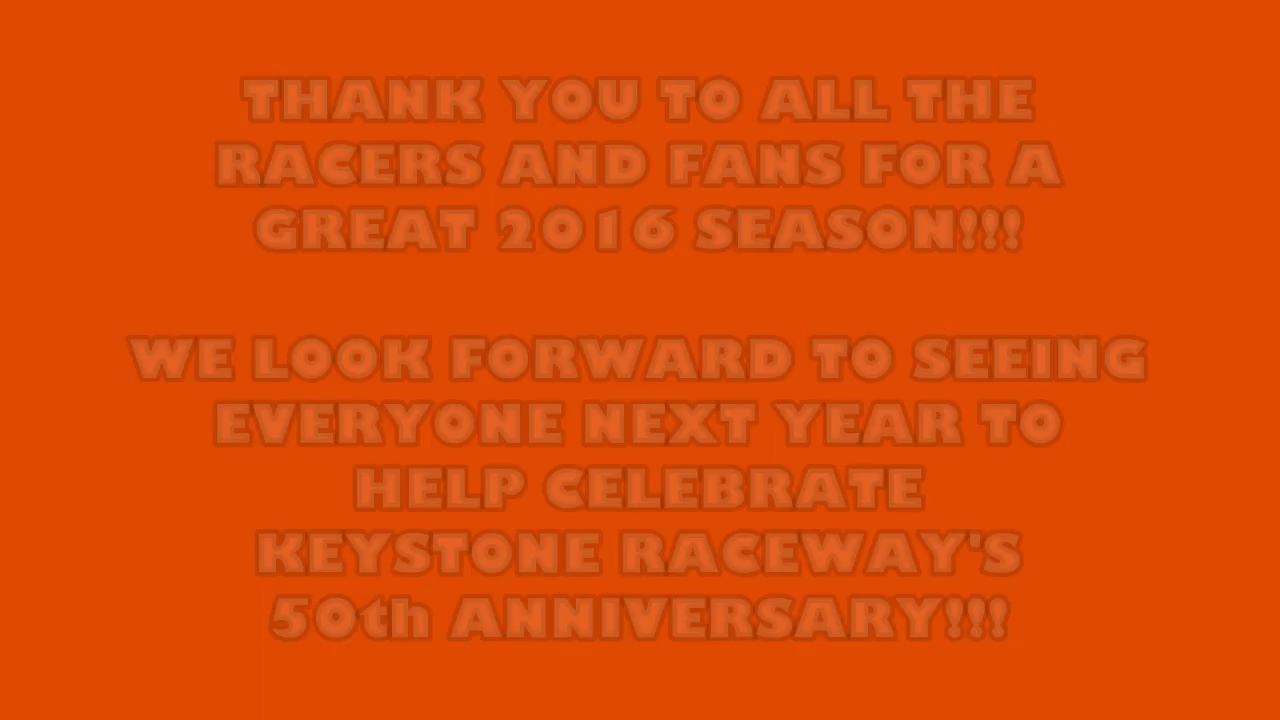 THANK YOU TO ALL THE
RACERS AND FANS FOR A
GREAT 2016 SEASON!!!
WE LOOK FORWARD TO SEEING
EVERYONE NEXT YEAR TO
HELP CELEBRATE
KEYSTONE RACEWAY'S
50th ANNIVERSARY!!!